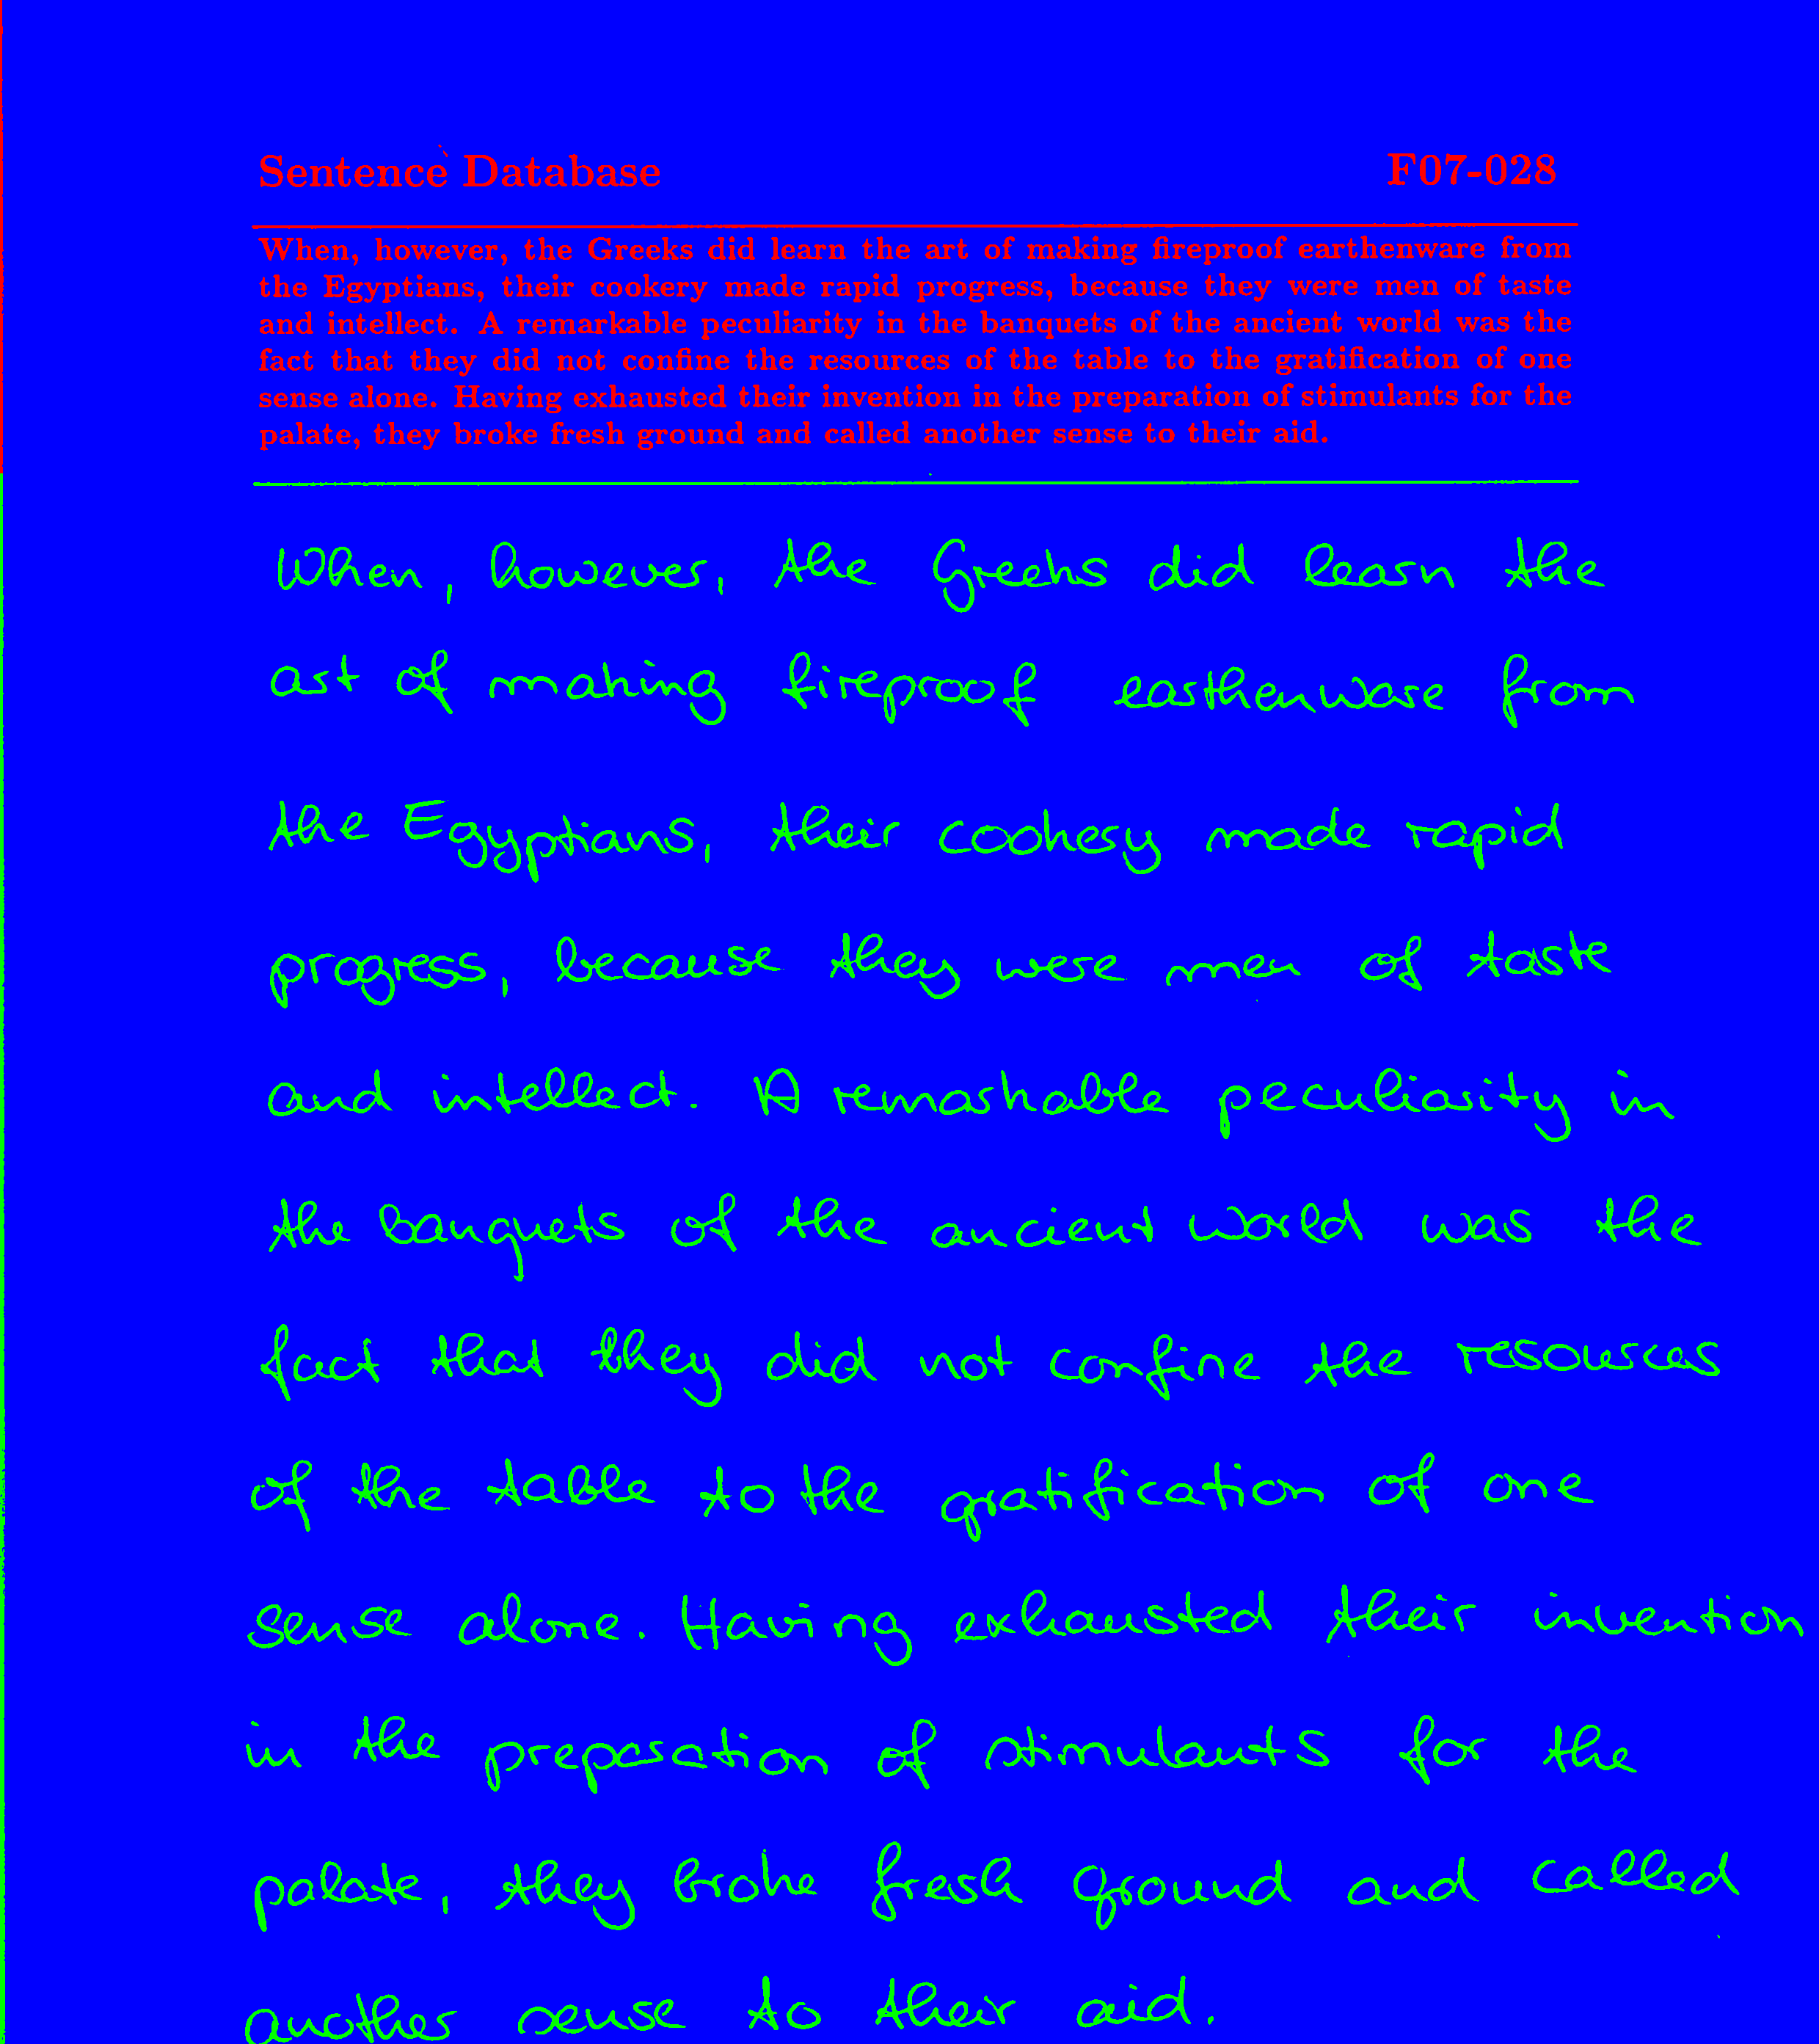 Sentence Database F07-028
When, however, the Greeks did learn the art of making fireproof earthenware from
the Egyptians, their cookery made rapid progress, because they were men of taste
and intellect. A remarkable peculiarity in the banquets of the ancient world was the
fact that they did not confine the resources of the table to the gratification of one
sense alone. Having exhausted their invention in the preparation of stimulants for the
palate, they broke fresh ground and called another sense to their aid.
When, however, the Greeks did learn the
art of making fireproof earthenware from
the Egyptians, their cookery made rapid
progress, because they were men of taste
and intellect. A remarkable peculiarity in
the banquets of the ancient world was the
fact that they did not confine the resources
of the table to the gratification of one
sense alone. Having exhausted their invention
in the preparation of stimulants for the
palate, they broke fresh ground and called
another sense to their aid.